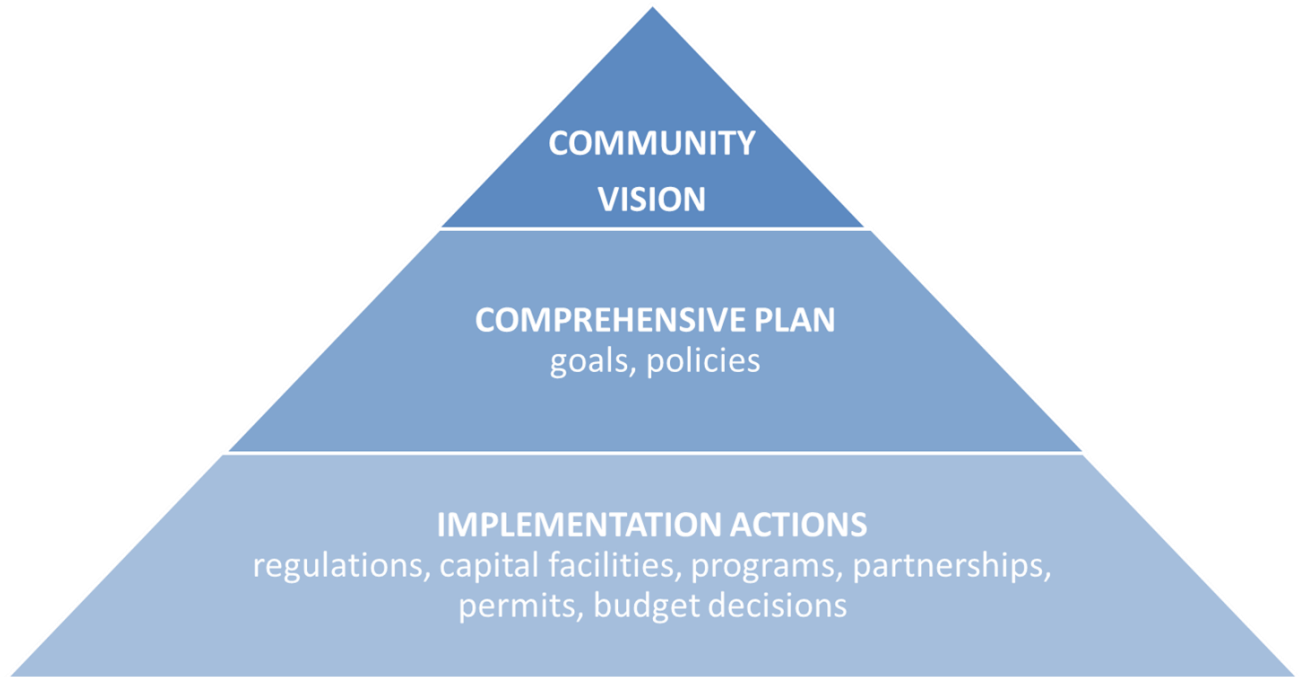 COMMUNITY
VISION
COMPREHENSIVE PLAN
goals, policies
IMPLEMENTATION ACTIONS
regulations, capital facilities, programs, partnerships,
permits, budget decisions